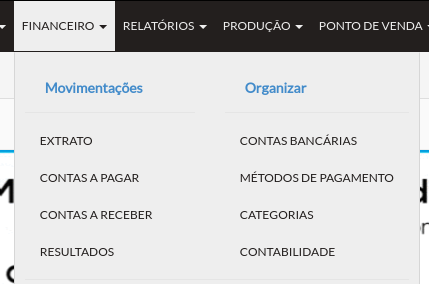 FINANCEIRO RELATÓRIOS PRODUÇÃO PONTO DE VENDA
Movimentações
EXTRATO
CONTAS A PAGAR
CONTAS A RECEBER
RESULTADOS
Organizar
CONTAS BANCÁRIAS
MÉTODOS DE PAGAMENTO
CATEGORIAS
CONTABILIDADE